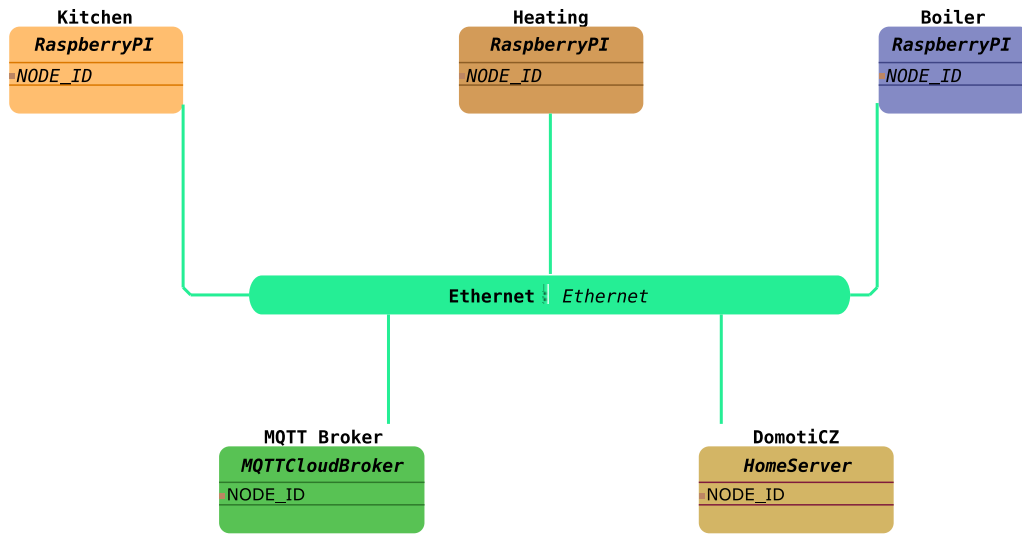 Kitchen
Heating
Boiler
RaspberryPI
RaspberryPI
RaspberryPI
NODE_ID
NODE_ID
NODE_ID
Ethernet Ethernet
MQTT Broker
DomotiCZ
MQTTCloudBroker
HomeServer
NODE_ID
NODE_ID